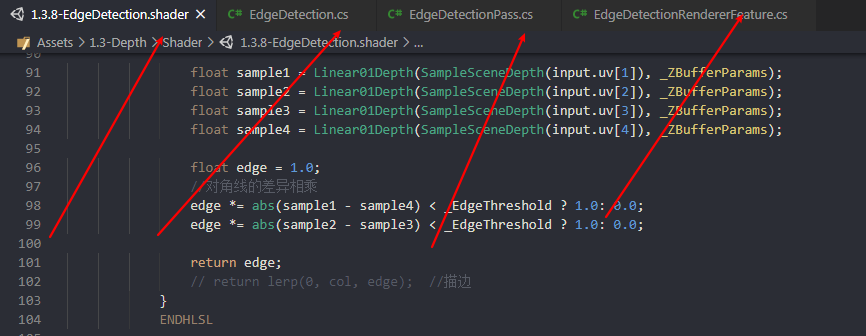 1.3.8-EdgeDetection.shader × C# EdgeDetection.cs C# EdgeDetectionPass.cs C# EdgeDetectionRendererFeature.cs
Assets > 1.3-Depth > Shader > 1.3.8-EdgeDetection.shader > ...
91 float sample1 = Linear01Depth(SampleSceneDepth(input.uv[1]), _ZBufferParams);
92 float sample2 = Linear01Depth(SampleSceneDepth(input.uv[2]), _ZBufferParams);
93 float sample3 = Linear01Depth(SampleSceneDepth(input.uv[3]), _ZBufferParams);
94 float sample4 = Linear01Depth(SampleSceneDepth(input.uv[4]), _ZBufferParams);
95
96 float edge = 1.0;
97 //对角线的差异相乘
98 edge *= abs(sample1 - sample4) < _EdgeThreshold ? 1.0: 0.0;
99 edge *= abs(sample2 - sample3) < _EdgeThreshold ? 1.0: 0.0;
100
101 return edge;
102 // return lerp(0, col, edge); //描边
103 }
104 ENDHLSL